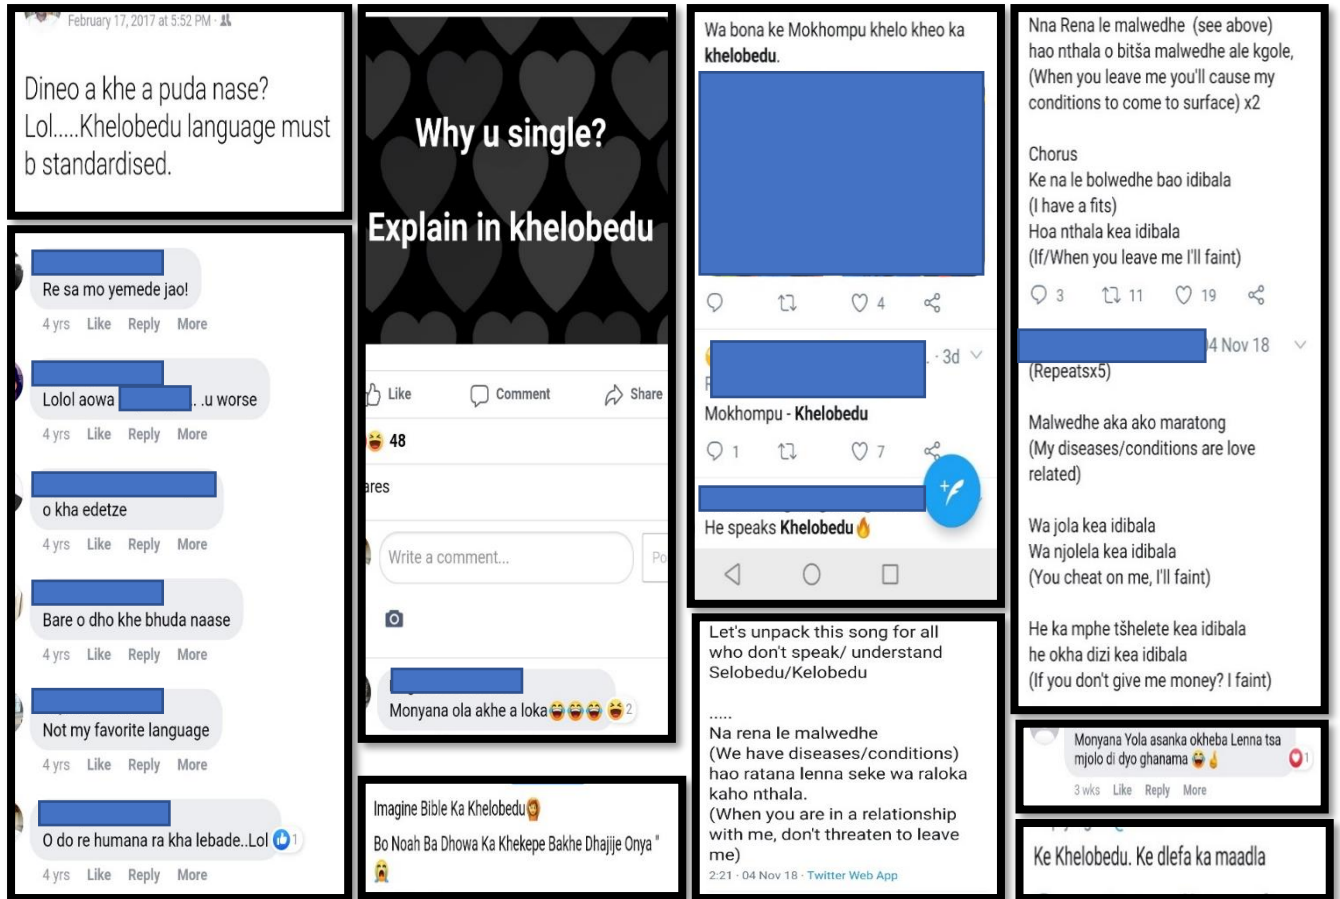 February 17, 2017 at 5:52 PM ·
Dineo a khe a puda nase?
Lol.....Khelobedu language must
b standardised.
Re sa mo yemede jao!
4 yrs Like Reply More
Lolol aowa . .u worse
4 yrs Like Reply More
o kha edetze
4 yrs Like Reply More
Bare o dho khe bhuda naase
4 yrs Like Reply More
Not my favorite language
4 yrs Like Reply More
O do re humana ra kha lebade..Lol 1
4 yrs Like Reply More
Why u single?
Explain in khelobedu
Like Comment Share
48
ares
Write a comment... Po
Monyana ola akhe a loka😂😂😂 2
Imagine Bible Ka Khelobedu
Bo Noah Ba Dhowa Ka Khekepe Bakhe Dhajije Onya "
😭
Wa bona ke Mokhompu khelo kheo ka
khelobedu.
4
. · 3d
Mokhompu - Khelobedu
1 7
He speaks Khelobedu🔥
Let's unpack this song for all
who don't speak/ understand
Selobedu/Kelobedu
.....
Na rena le malwedhe
(We have diseases/conditions)
hao ratana lenna seke wa raloka
kaho nthala.
(When you are in a relationship
with me, don't threaten to leave
me)
2:21 · 04 Nov 18 · Twitter Web App
Nna Rena le malwedhe (see above)
hao nthala o bitša malwedhe ale kgole,
(When you leave me you'll cause my
conditions to come to surface) x2
Chorus
Ke na le bolwedhe bao idibala
(I have a fits)
Hoa nthala kea idibala
(If/When you leave me I'll faint)
3 11 19
04 Nov 18
(Repeatsx5)
Malwedhe aka ako maratong
(My diseases/conditions are love
related)
Wa jola kea idibala
Wa njolela kea idibala
(You cheat on me, I'll faint)
He ka mphe tšhelete kea idibala
he okha dizi kea idibala
(If you don't give me money? I faint)
Monyana Yola asanka okheba Lenna tsa
mjolo di dyo ghanama 1
3 wks Like Reply More
Ke Khelobedu. Ke dlefa ka maadla